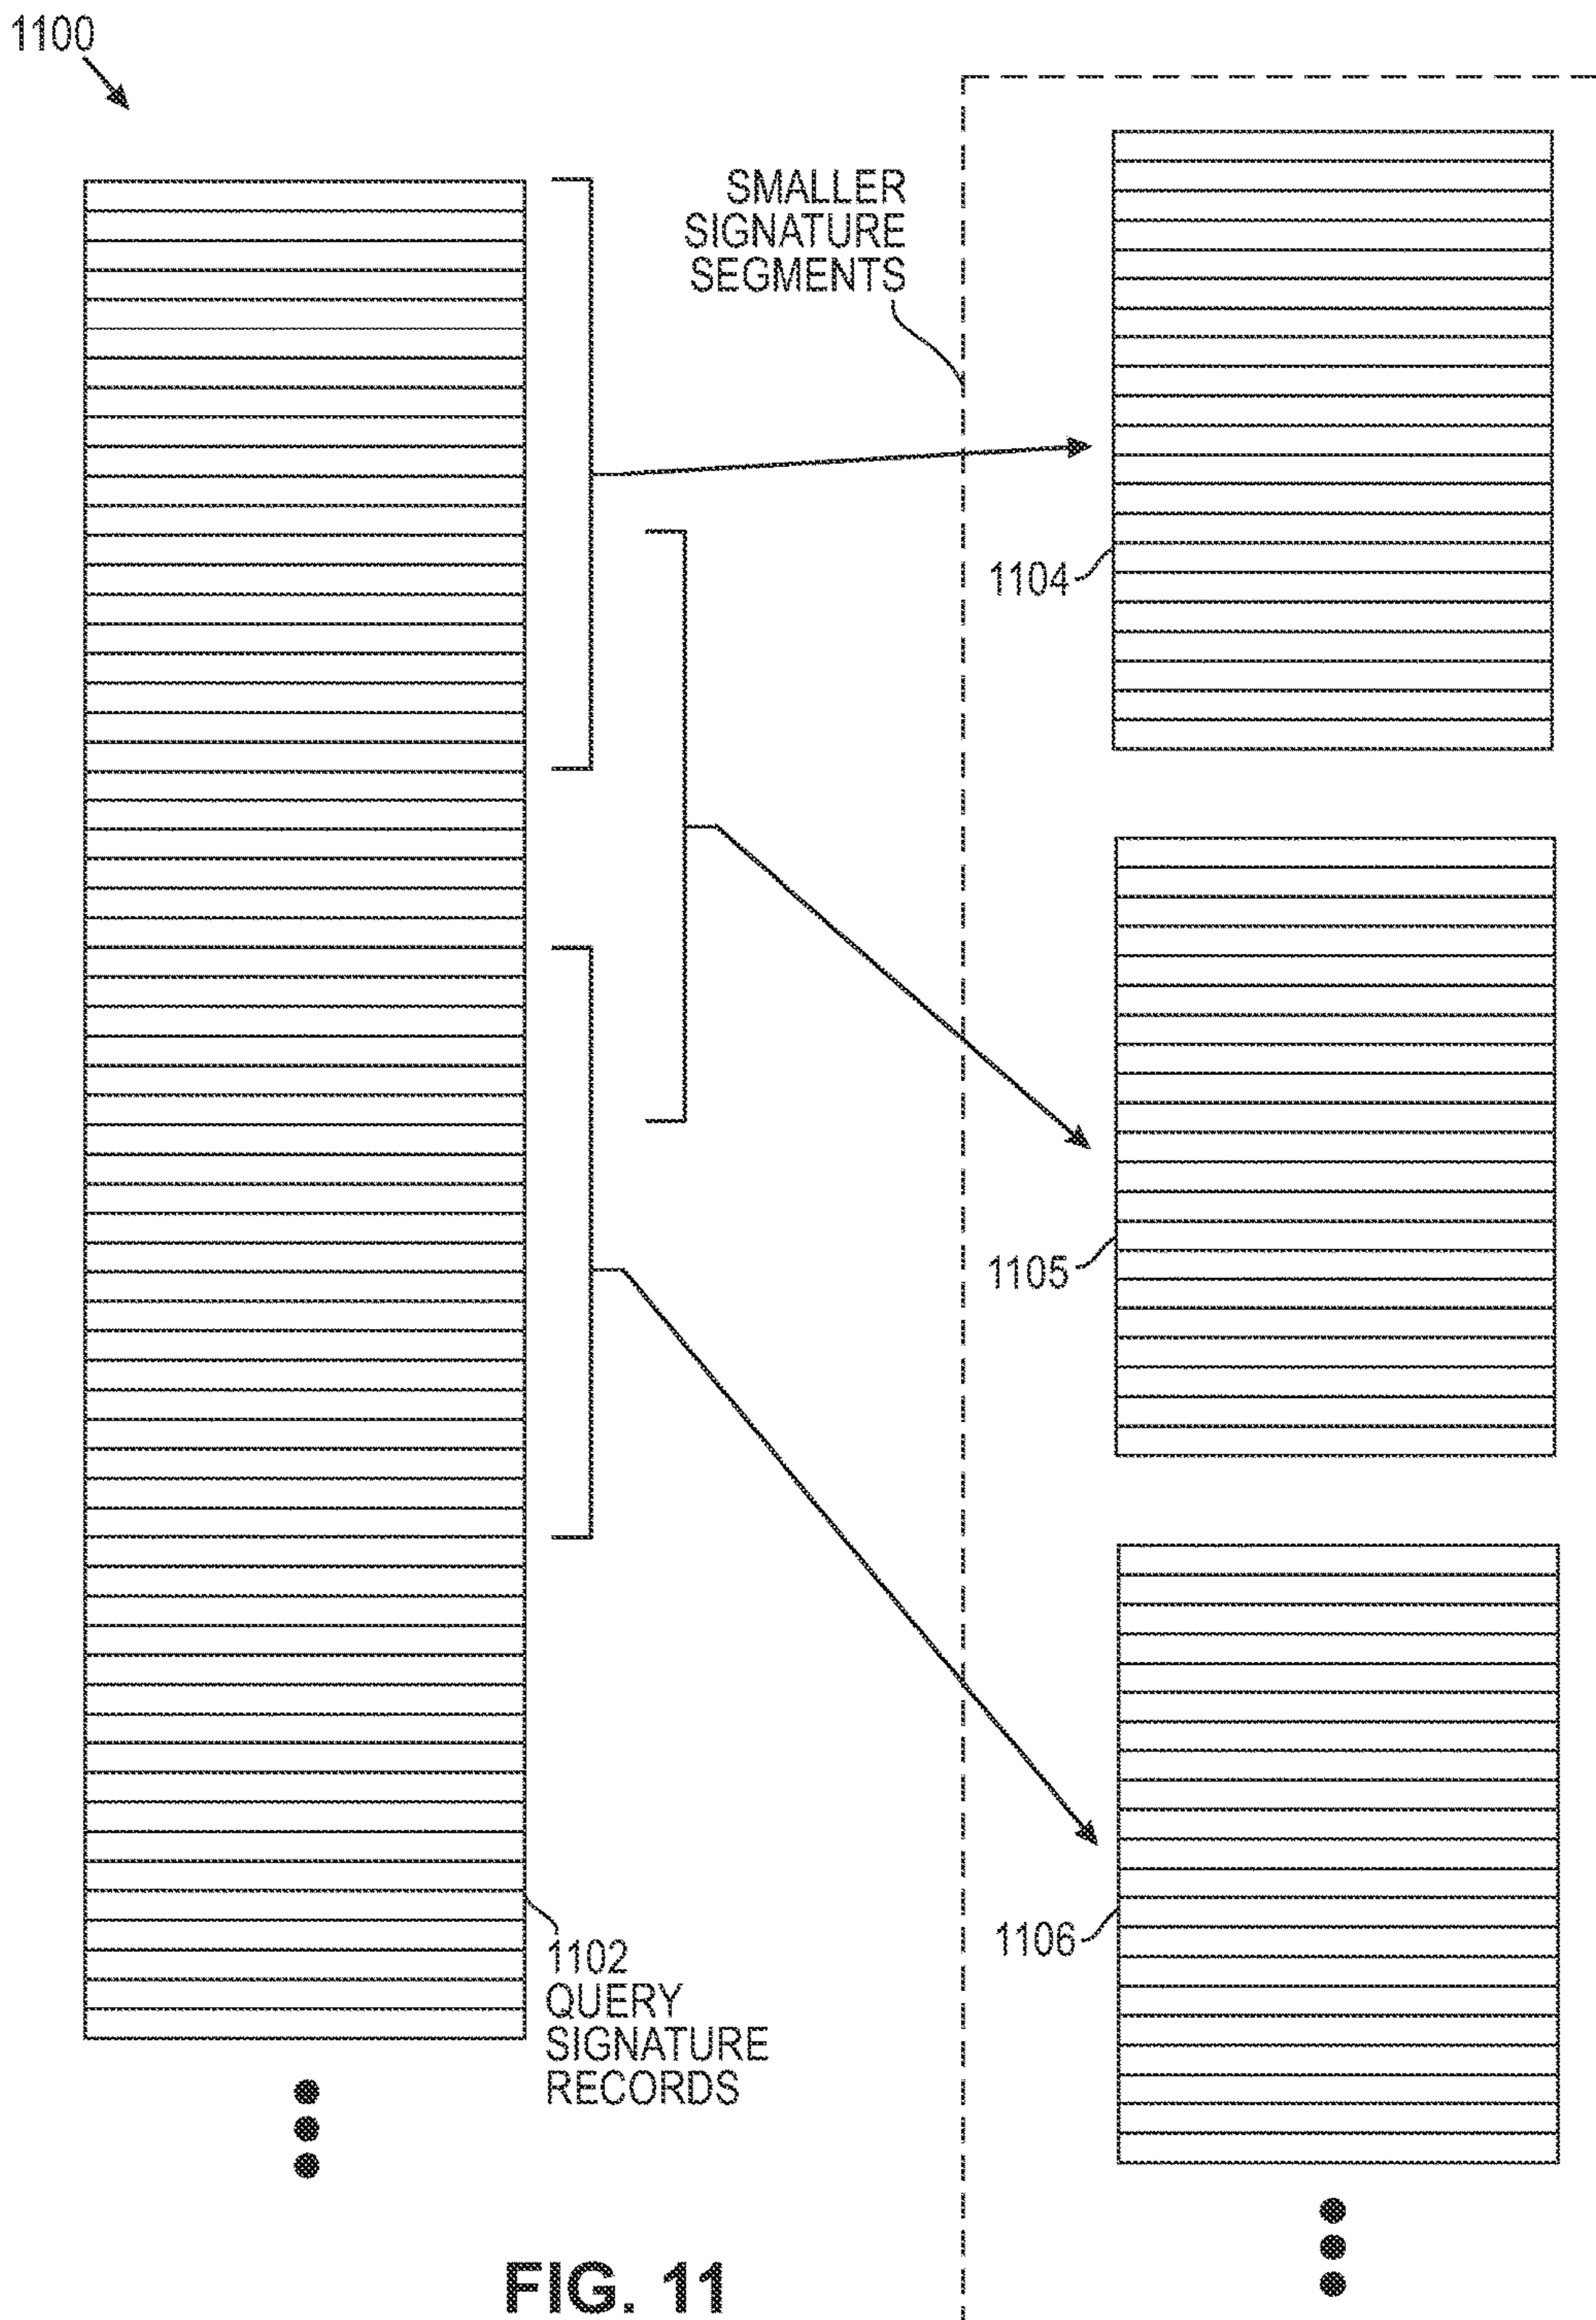 1100
SMALLER
SIGNATURE
SEGMENTS
1104
1105
1106
1102
QUERY
SIGNATURE
RECORDS
FIG. 11